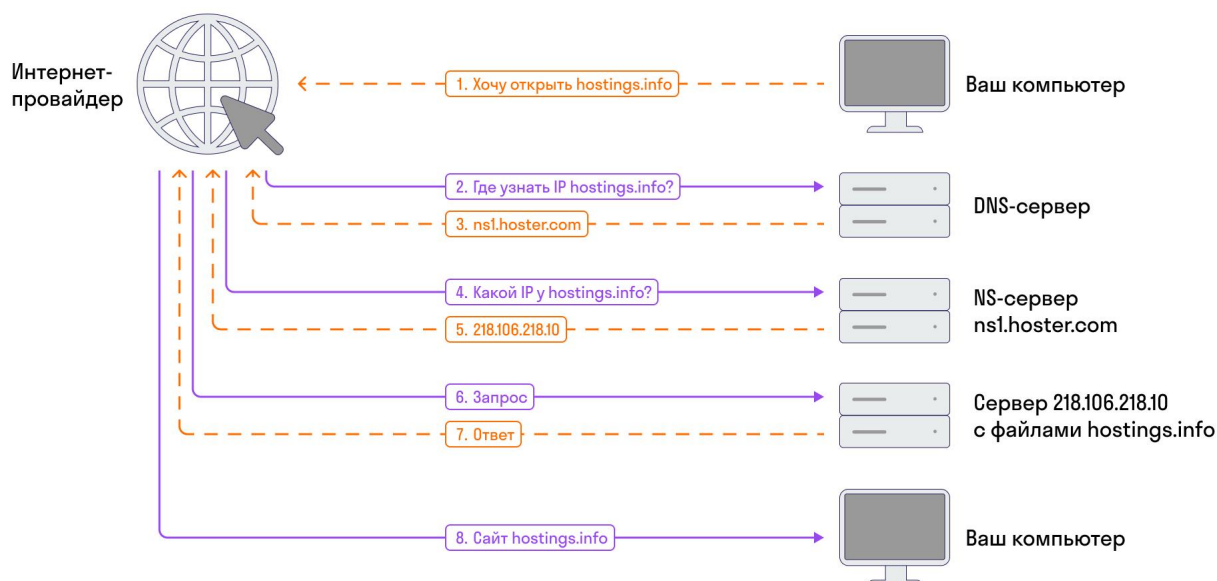 Интернет-
провайдер
1. Хочу открыть hostings.info
Ваш компьютер
2. Где узнать IP hostings.info?
3. ns1.hoster.com
DNS-сервер
4. Какой IP у hostings.info?
5. 218.106.218.10
NS-сервер
ns1.hoster.com
6. Запрос
7. Ответ
Сервер 218.106.218.10
с файлами hostings.info
8. Сайт hostings.info
Ваш компьютер